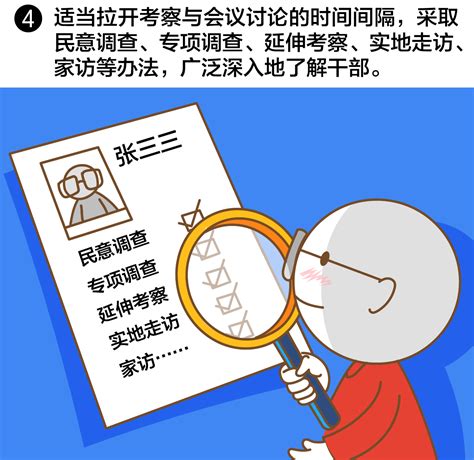 4 适当拉开考察与会议讨论的时间间隔，采取
民意调查、专项调查、延伸考察、实地走访、
家访等办法，广泛深入地了解干部。
张三三
民意调查
专项调查
延伸考察
实地走访
家访……